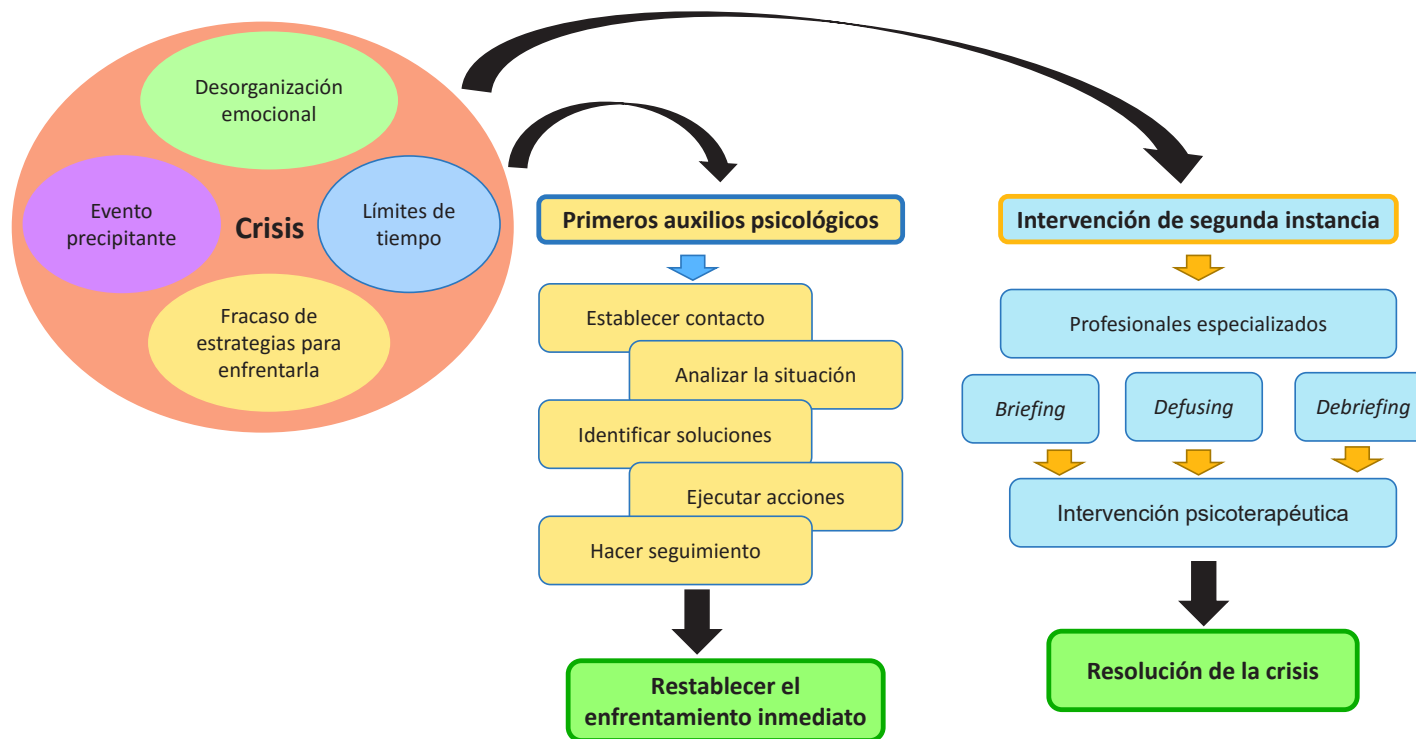 Desorganización
emocional
Evento
precipitante
Crisis
Límites de
tiempo
Fracaso de
estrategias para
enfrentarla
Primeros auxilios psicológicos
Establecer contacto
Analizar la situación
Identificar soluciones
Ejecutar acciones
Hacer seguimiento
Restablecer el
enfrentamiento inmediato
Intervención de segunda instancia
Profesionales especializados
Briefing
Defusing
Debriefing
Intervención psicoterapéutica
Resolución de la crisis